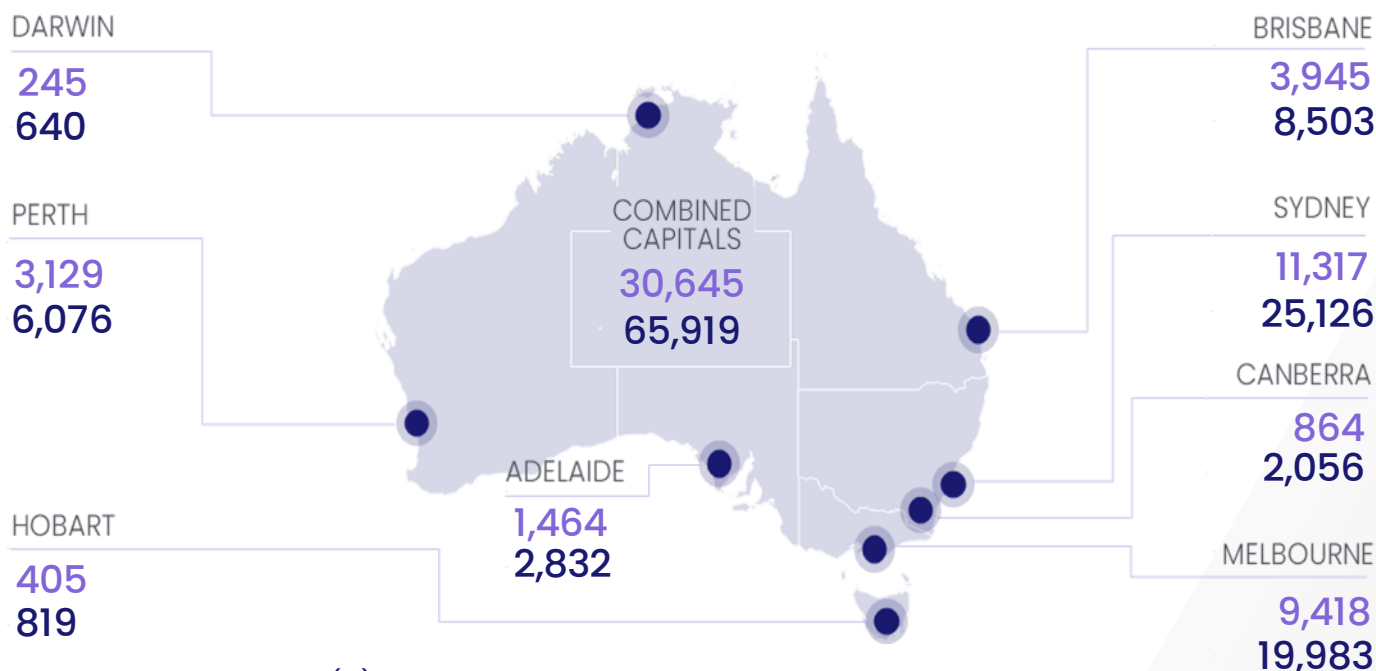 DARWIN
245
640
PERTH
3,129
6,076
HOBART
405
819
COMBINED
CAPITALS
30,645
65,919
ADELAIDE
1,464
2,832
BRISBANE
3,945
8,503
SYDNEY
11,317
25,126
CANBERRA
864
2,056
MELBOURNE
9,418
19,983